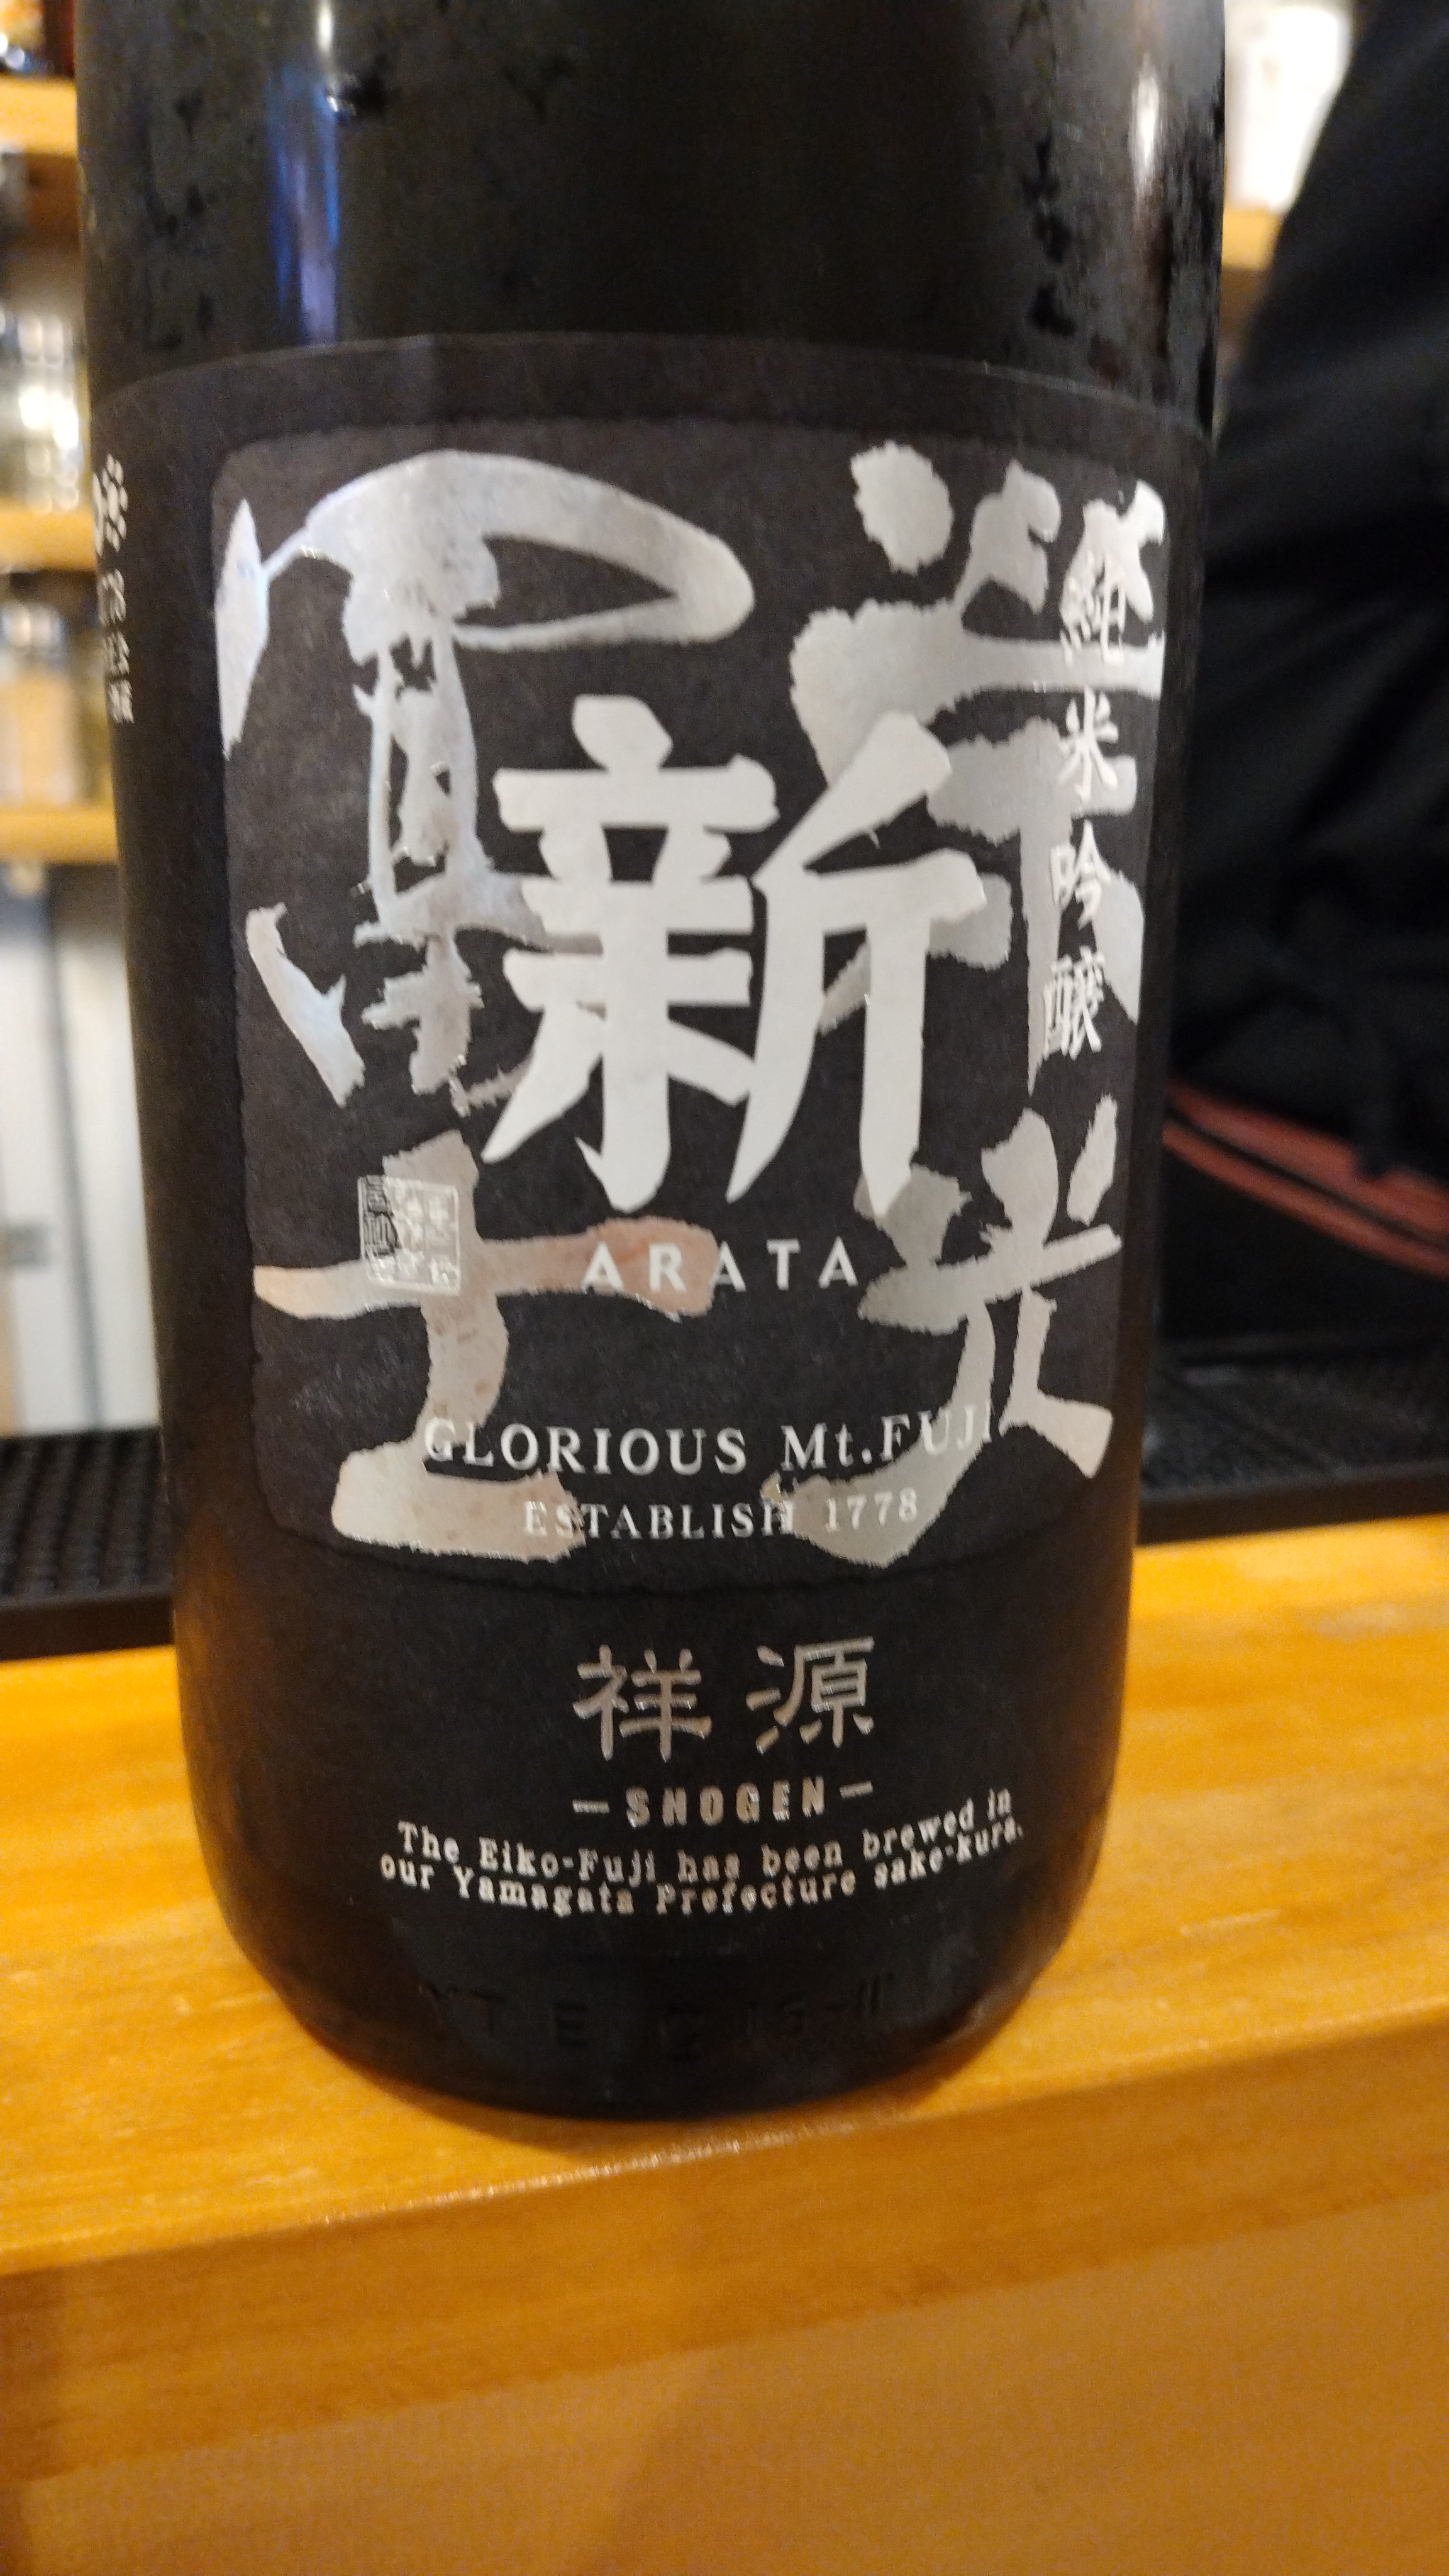 栄光
冨士
純米吟醸
新
ARATA
GLORIOUS Mt.FUJI
ESTABLISH 1778
祥源
—SHOGEN—
The Eiko-Fuji has been brewed in
our Yamagata Prefecture sake-kura.